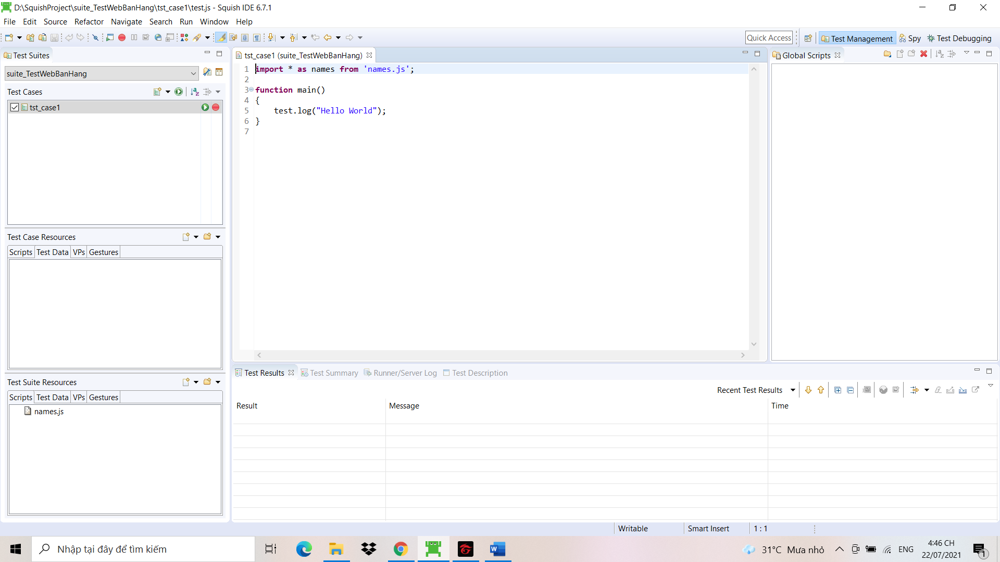 D:\SquishProject\suite_TestWebBanHang\tst_case1\test.js - Squish IDE 6.7.1
File Edit Source Refactor Navigate Search Run Window Help
Quick Access Test Management Spy Test Debugging
Test Suites
suite_TestWebBanHang
Test Cases
tst_case1
Test Case Resources
Scripts Test Data VPs Gestures
Test Suite Resources
Scripts Test Data VPs Gestures
names.js
tst_case1 (suite_TestWebBanHang)
1 import * as names from 'names.js';
2
3 function main()
4 {
5 test.log("Hello World");
6 }
7
Global Scripts
Test Results Test Summary Runner/Server Log Test Description
Recent Test Results
Result Message Time
Writable Smart Insert 1 : 1
Nhập tại đây để tìm kiếm
31°C Mưa nhỏ ENG
4:46 CH
22/07/2021
1